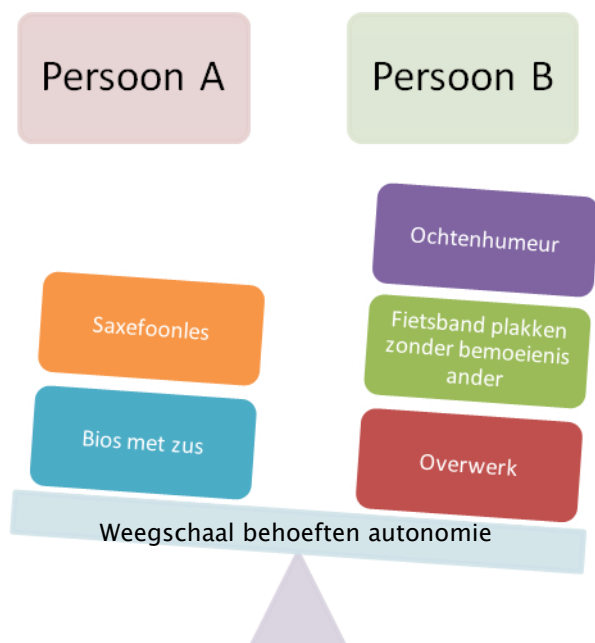 Persoon A
Persoon B
Ochtenhumeur
Saxefoonles
Fietsband plakken
zonder bemoeienis
ander
Bios met zus
Overwerk
Weegschaal behoeften autonomie